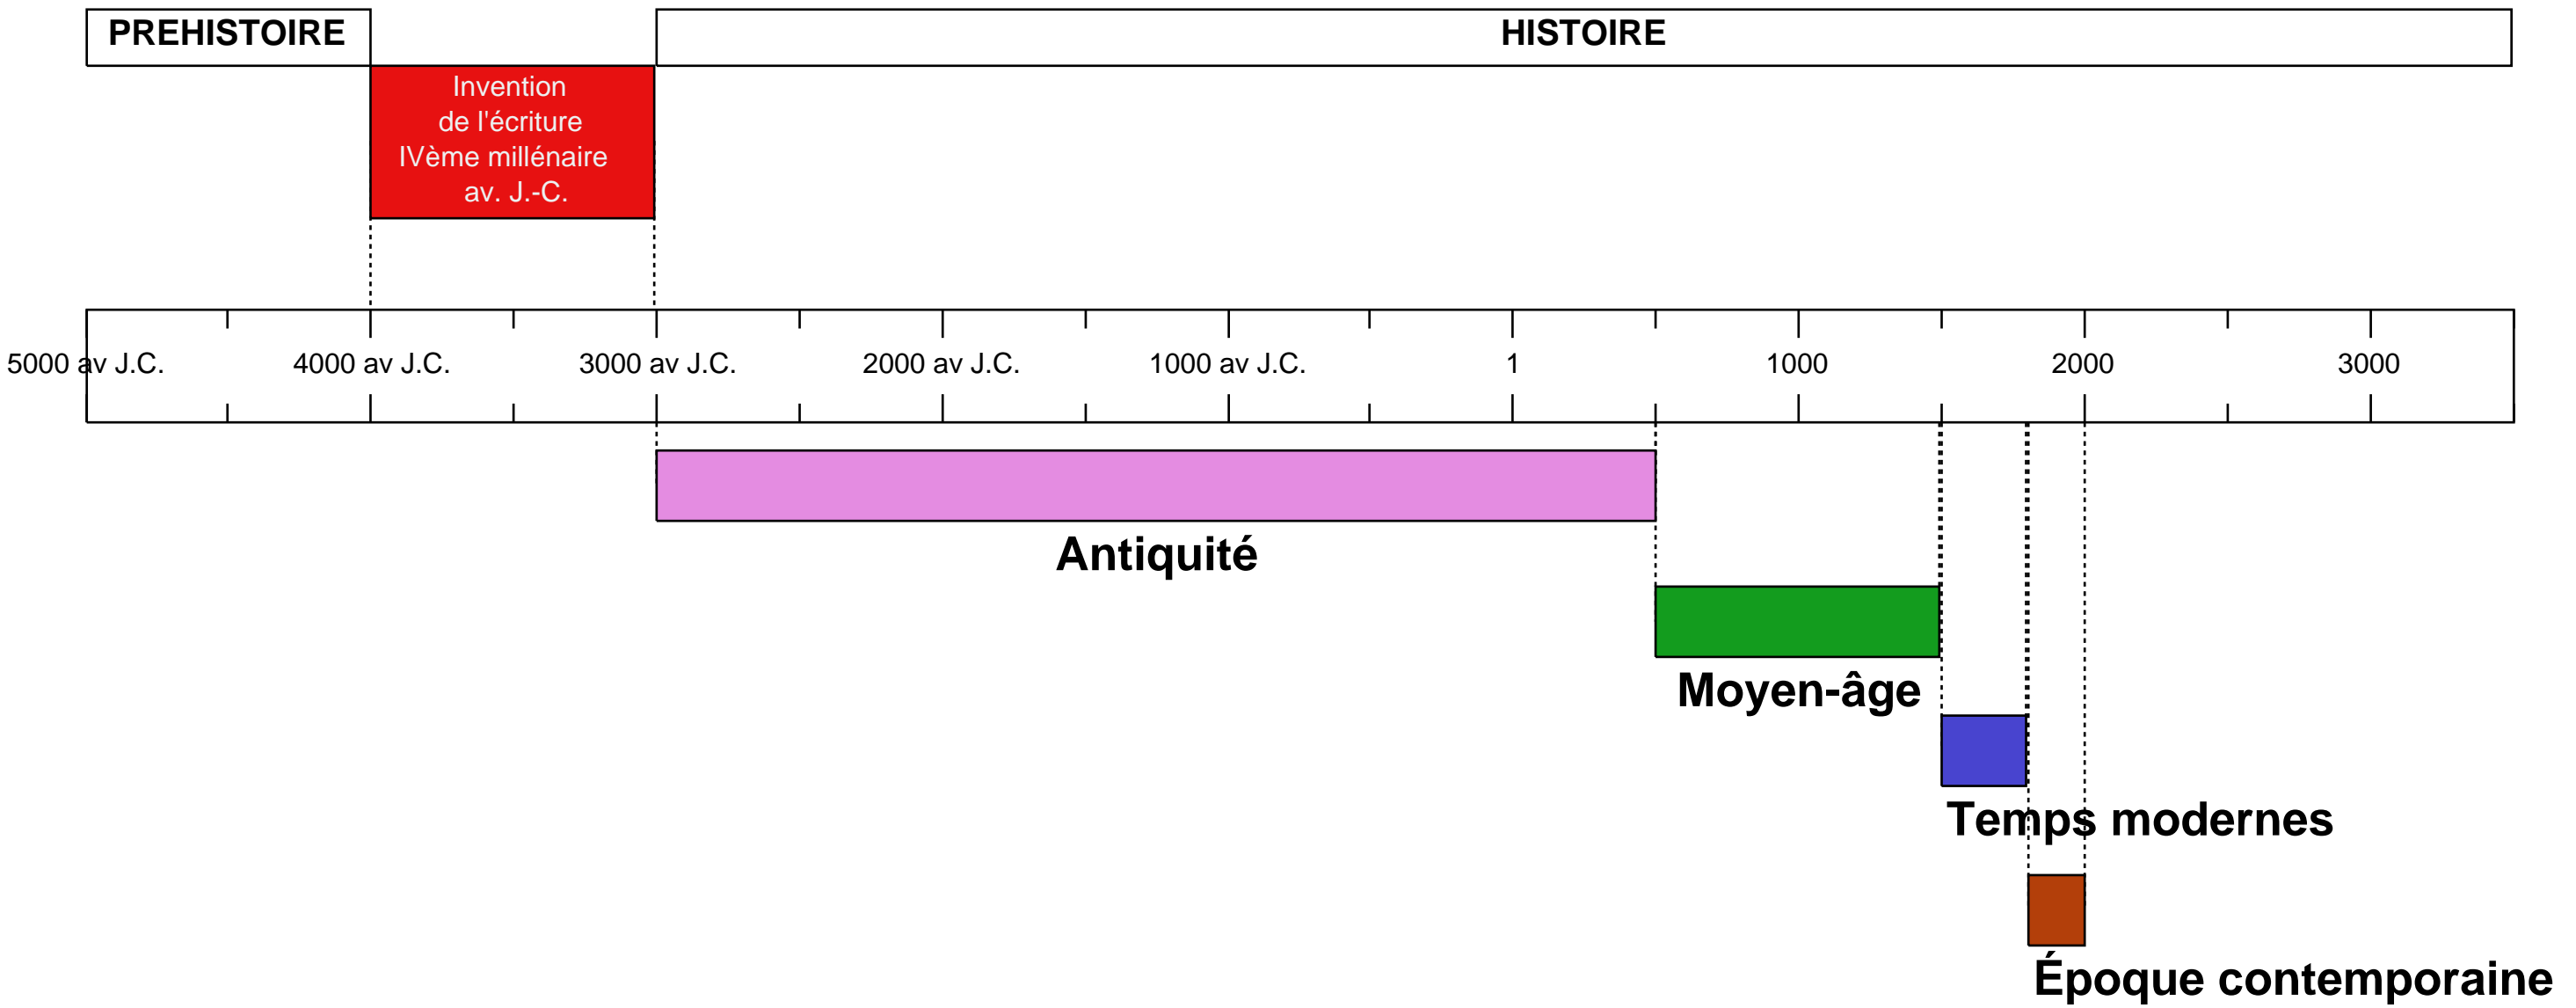 PREHISTOIRE
HISTOIRE
Invention
de l'écriture
IVème millénaire
av. J.-C.
5000 av J.C.
4000 av J.C.
3000 av J.C.
2000 av J.C.
1000 av J.C.
1
1000
2000
3000
Antiquité
Moyen-âge
Temps modernes
Époque contemporaine